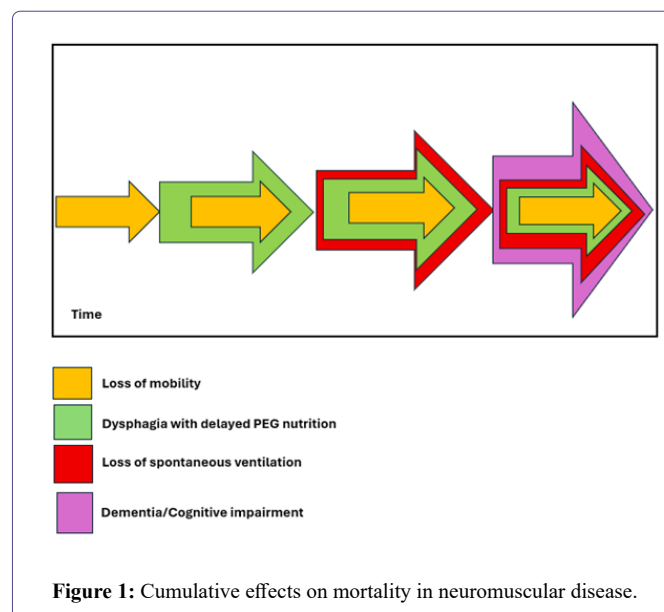 Time
Loss of mobility
Dysphagia with delayed PEG nutrition
Loss of spontaneous ventilation
Dementia/Cognitive impairment
Figure 1: Cumulative effects on mortality in neuromuscular disease.